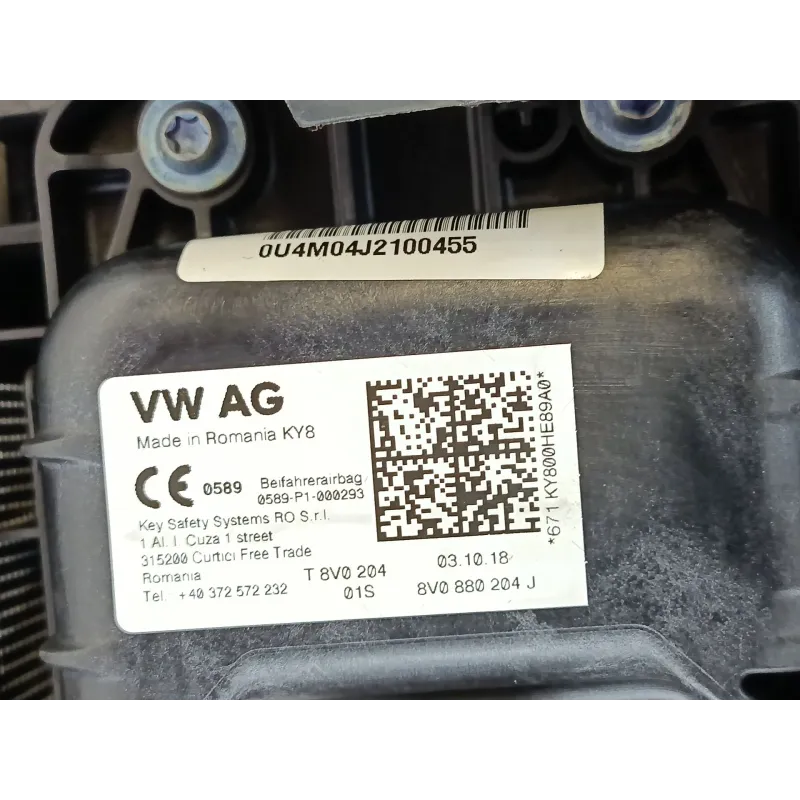 0U4M04J2100455
VW AG
Made in Romania KY8
CE 0589 Beifahrerairbag
0589-P1-000293
Key Safety Systems RO S.r.l.
1 Al. I. Cuza 1 street
315200 Curtici Free Trade
Romania
Tel. +40 372 572 232
T 8V0 204
01S
03.10.18
8V0 880 204 J
*671 KY800HE89A0*